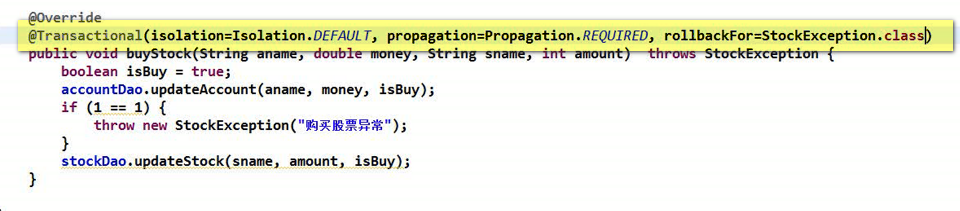 @Override
@Transactional(isolation=Isolation.DEFAULT, propagation=Propagation.REQUIRED, rollbackFor=StockException.class)
public void buyStock(String aname, double money, String sname, int amount)  throws StockException {
    boolean isBuy = true;
    accountDao.updateAccount(aname, money, isBuy);
    if (1 == 1) {
        throw new StockException("购买股票异常");
    }
    stockDao.updateStock(sname, amount, isBuy);
}